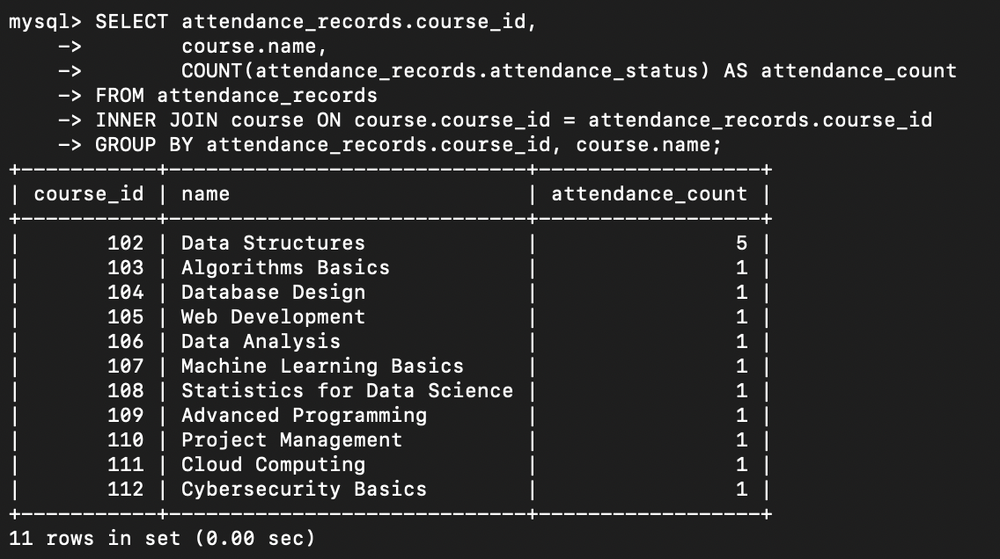 mysql> SELECT attendance_records.course_id,
    ->        course.name,
    ->        COUNT(attendance_records.attendance_status) AS attendance_count
    -> FROM attendance_records
    -> INNER JOIN course ON course.course_id = attendance_records.course_id
    -> GROUP BY attendance_records.course_id, course.name;
+-----------+-----------------------------+------------------+
| course_id | name                        | attendance_count |
+-----------+-----------------------------+------------------+
|       102 | Data Structures             |                5 |
|       103 | Algorithms Basics           |                1 |
|       104 | Database Design             |                1 |
|       105 | Web Development             |                1 |
|       106 | Data Analysis               |                1 |
|       107 | Machine Learning Basics     |                1 |
|       108 | Statistics for Data Science |                1 |
|       109 | Advanced Programming        |                1 |
|       110 | Project Management          |                1 |
|       111 | Cloud Computing             |                1 |
|       112 | Cybersecurity Basics        |                1 |
+-----------+-----------------------------+------------------+
11 rows in set (0.00 sec)